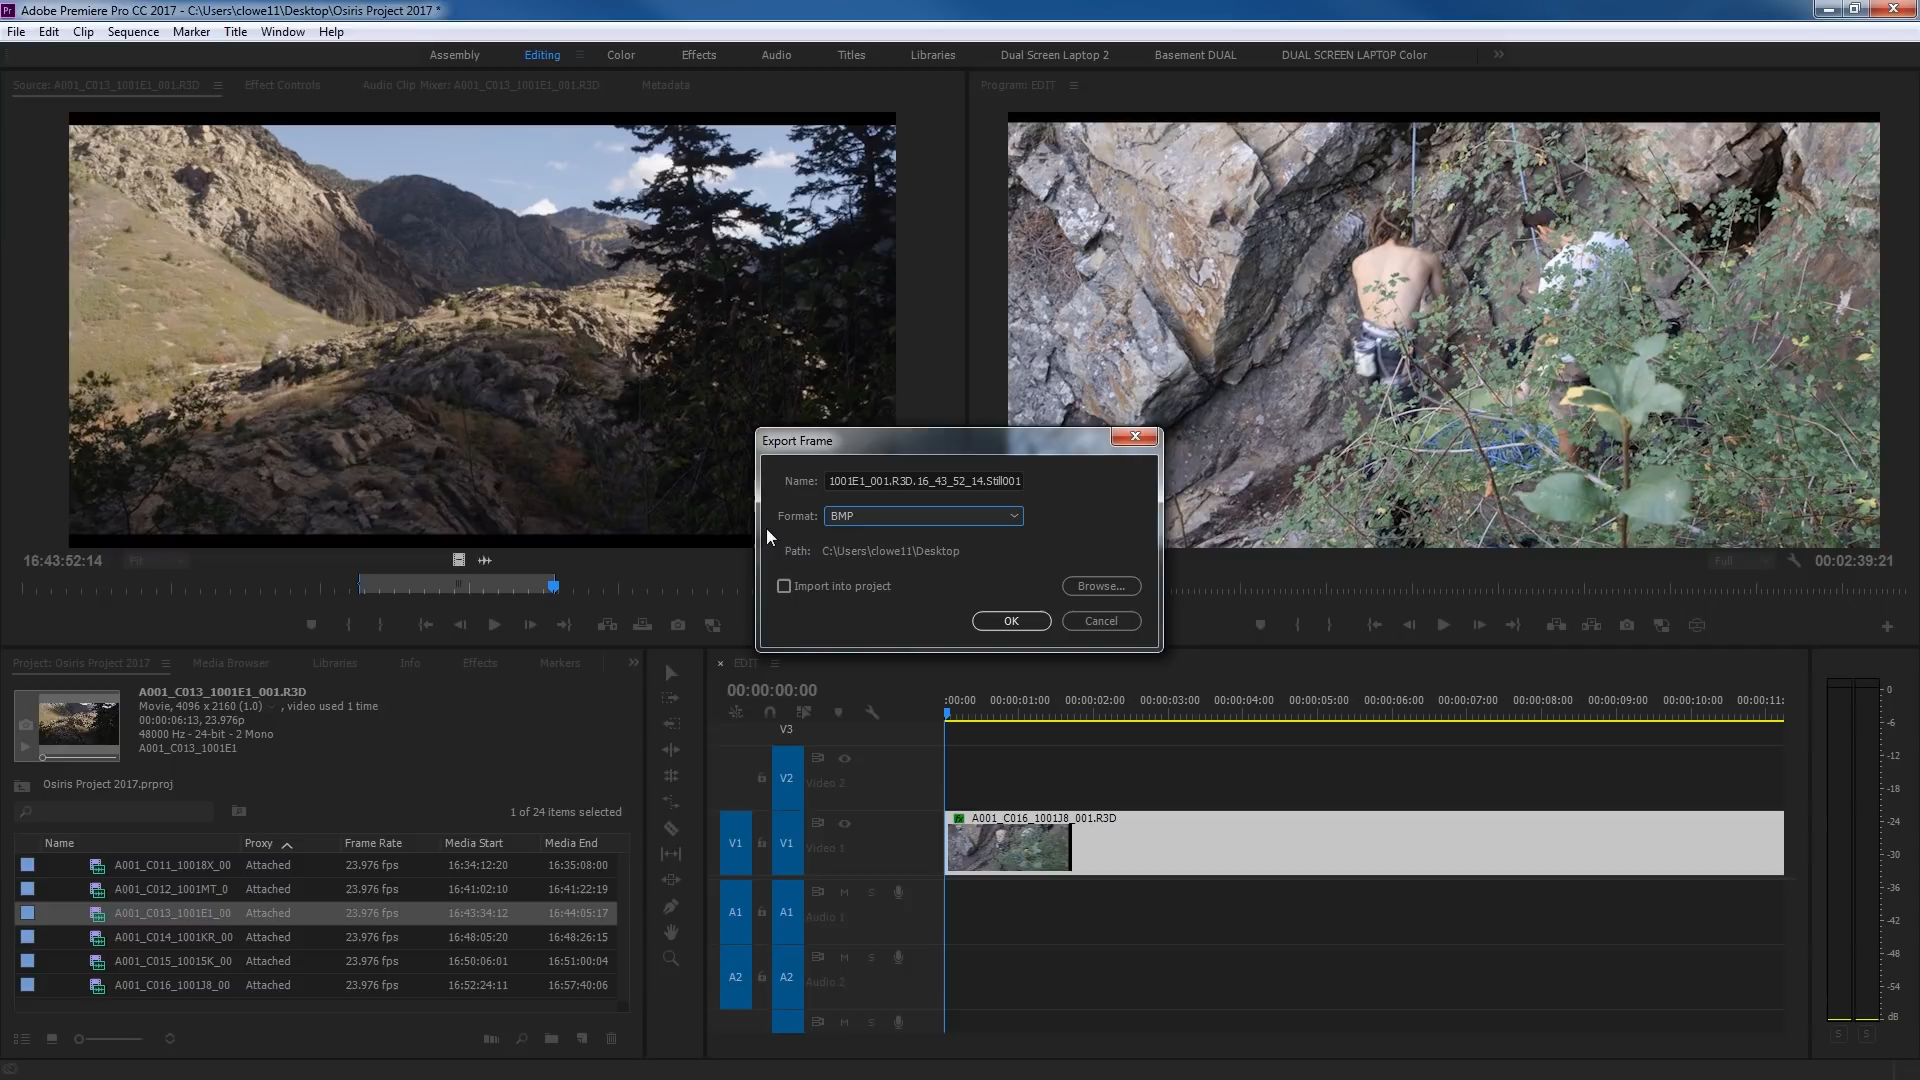 Pr Adobe Premiere Pro CC 2017 - C:\Users\clowe11\Desktop\Osiris Project 2017 *
File Edit Clip Sequence Marker Title Window Help
Assembly Editing Color Effects Audio Titles Libraries Dual Screen Laptop 2 Basement DUAL DUAL SCREEN LAPTOP Color
Source: A001_C013_1001E1_001.R3D Effect Controls Audio Clip Mixer: A001_C013_1001E1_001.R3D Metadata
Program: EDIT
Export Frame
Name: 1001E1_001.R3D.16_43_52_14.Still001
Format: BMP
Path: C:\Users\clowe11\Desktop
Import into project Browse...
OK Cancel
16:43:52:14 Fit
Full 00:02:39:21
Project: Osiris Project 2017 Media Browser Libraries Info Effects Markers
A001_C013_1001E1_001.R3D
Movie, 4096 x 2160 (1.0) , video used 1 time
00:00:06:13, 23.976p
48000 Hz - 24-bit - 2 Mono
A001_C013_1001E1
Osiris Project 2017.prproj
1 of 24 items selected
Name Proxy Frame Rate Media Start Media End
A001_C011_10018X_00 Attached 23.976 fps 16:34:12:20 16:35:08:00
A001_C012_1001MT_0 Attached 23.976 fps 16:41:02:10 16:41:22:19
A001_C013_1001E1_00 Attached 23.976 fps 16:43:34:12 16:44:05:17
A001_C014_1001KR_00 Attached 23.976 fps 16:48:05:20 16:48:26:15
A001_C015_10015K_00 Attached 23.976 fps 16:50:06:01 16:51:00:04
A001_C016_1001J8_00 Attached 23.976 fps 16:52:24:11 16:57:40:06
× EDIT
00:00:00:00
:00:00 00:00:01:00 00:00:02:00 00:00:03:00 00:00:04:00 00:00:05:00 00:00:06:00 00:00:07:00 00:00:08:00 00:00:09:00 00:00:10:00 00:00:11:
V3
V2 Video 2
V1 V1 Video 1
fx A001_C016_1001J8_001.R3D
A1 A1 M S Audio 1
A2 A2 M S Audio 2
M S
0
-6
-12
-18
-24
-30
-36
-42
-48
-54
dB
S S